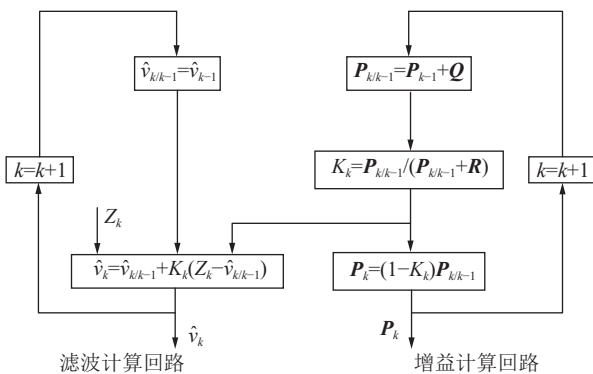 v̂ₖ/ₖ₋₁=v̂ₖ₋₁
Pₖ/ₖ₋₁=Pₖ₋₁+Q
k=k+1
Kₖ=Pₖ/ₖ₋₁/(Pₖ/ₖ₋₁+R)
k=k+1
Zₖ
v̂ₖ=v̂ₖ/ₖ₋₁+Kₖ(Zₖ−v̂ₖ/ₖ₋₁)
Pₖ=(1−Kₖ)Pₖ/ₖ₋₁
v̂ₖ
Pₖ
滤波计算回路
增益计算回路